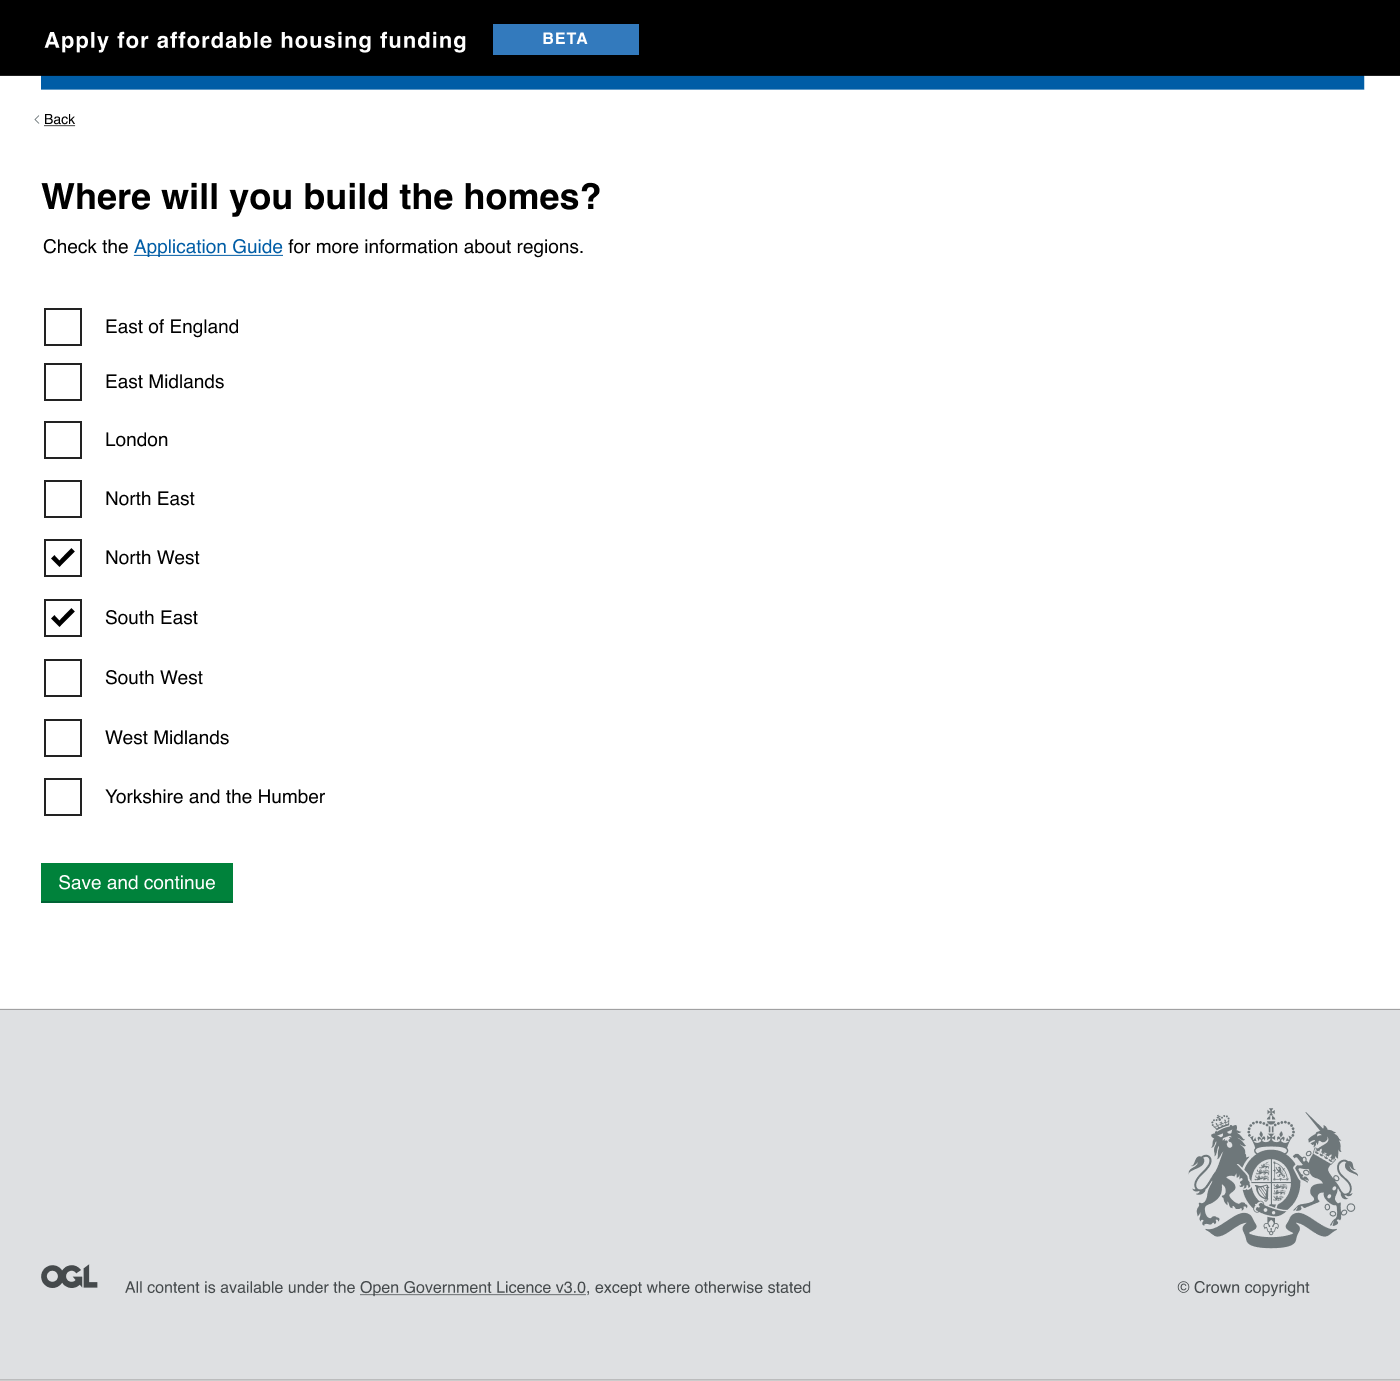 Apply for affordable housing funding BETA
Back
Where will you build the homes?
Check the Application Guide for more information about regions.
East of England
East Midlands
London
North East
North West
South East
South West
West Midlands
Yorkshire and the Humber
Save and continue
OGL All content is available under the Open Government Licence v3.0, except where otherwise stated © Crown copyright